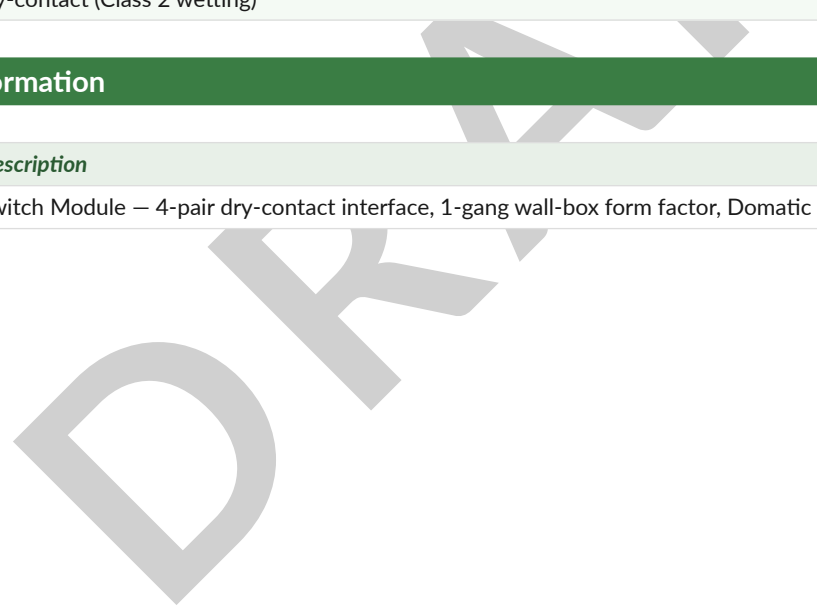 y-contact (Class 2 wetting)
ormation
escription
witch Module — 4-pair dry-contact interface, 1-gang wall-box form factor, Domatic
DRA